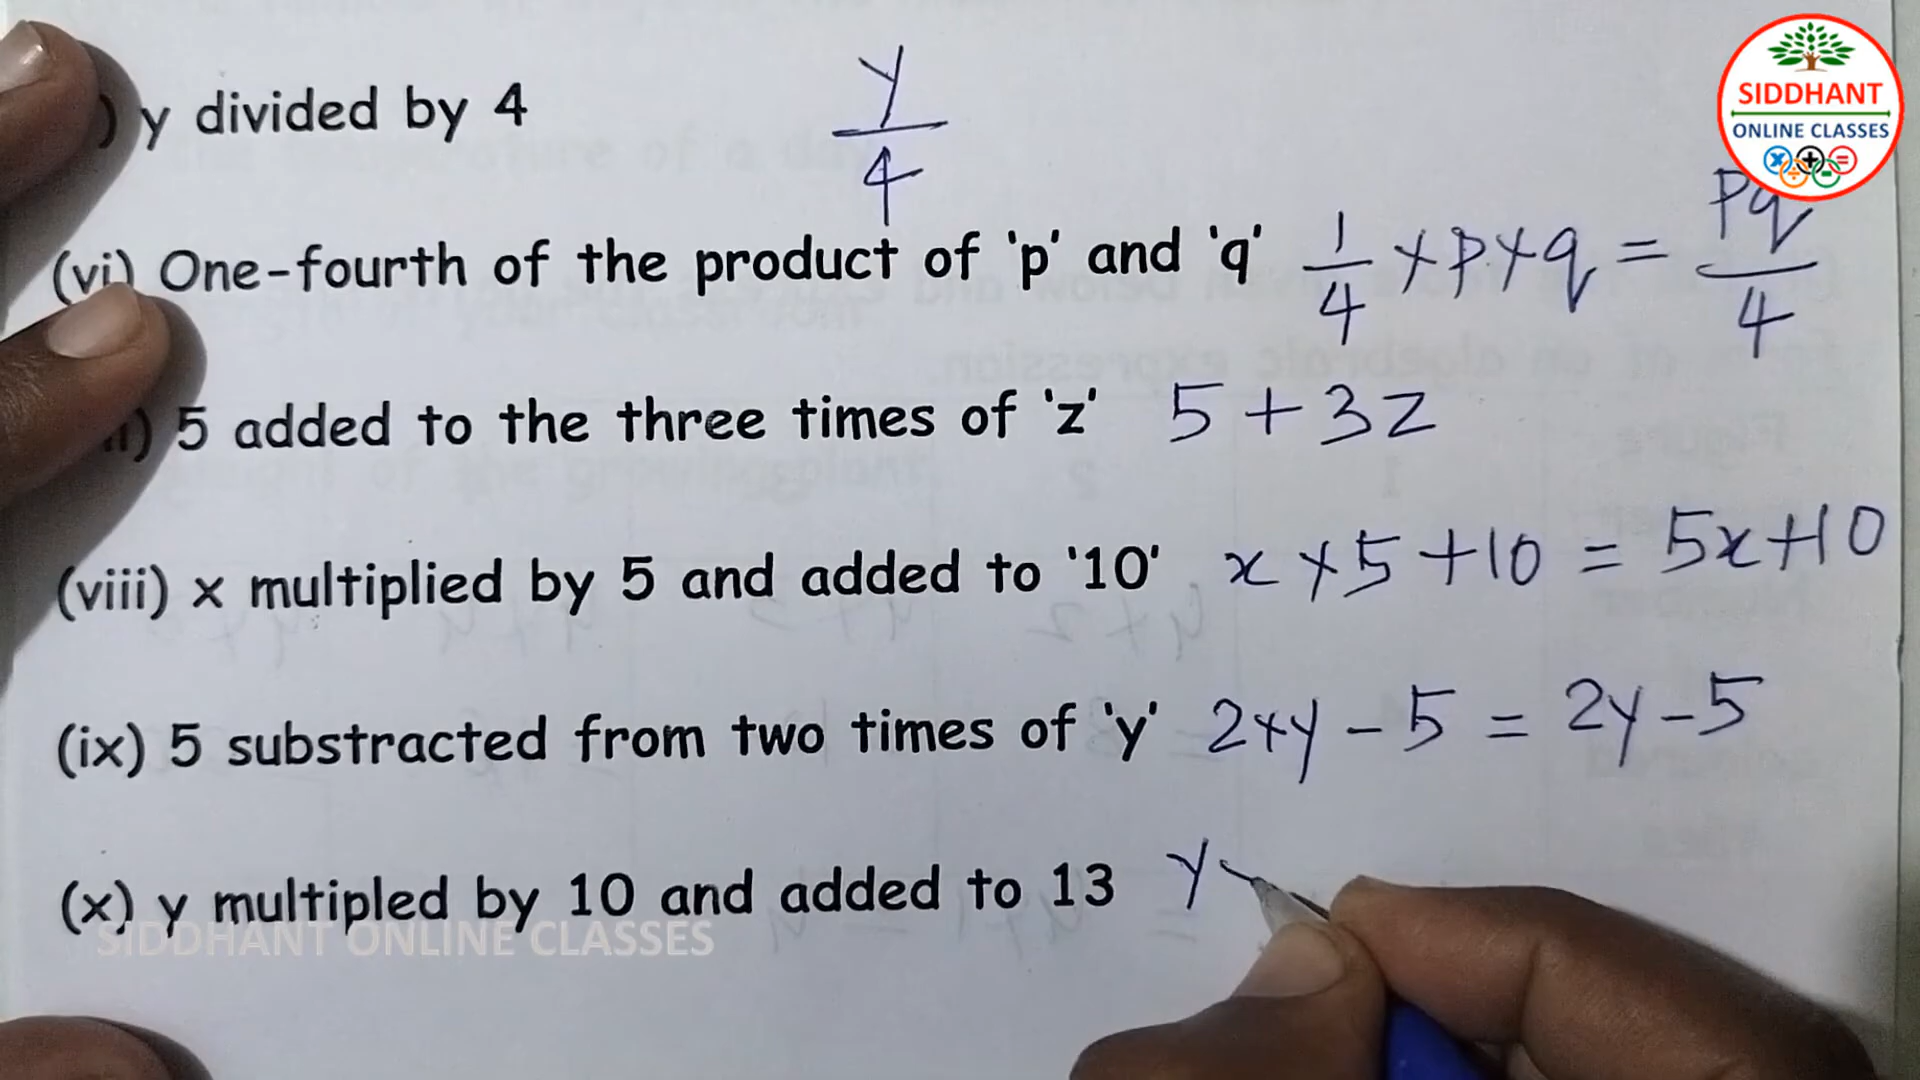 ) y divided by 4 y/4
SIDDHANT
ONLINE CLASSES
(vi) One-fourth of the product of 'p' and 'q' 1/4 × p × q = pq/4
i) 5 added to the three times of 'z' 5 + 3z
(viii) x multiplied by 5 and added to '10' x × 5 + 10 = 5x + 10
(ix) 5 substracted from two times of 'y' 2 × y - 5 = 2y - 5
(x) y multipled by 10 and added to 13 y
SIDDHANT ONLINE CLASSES